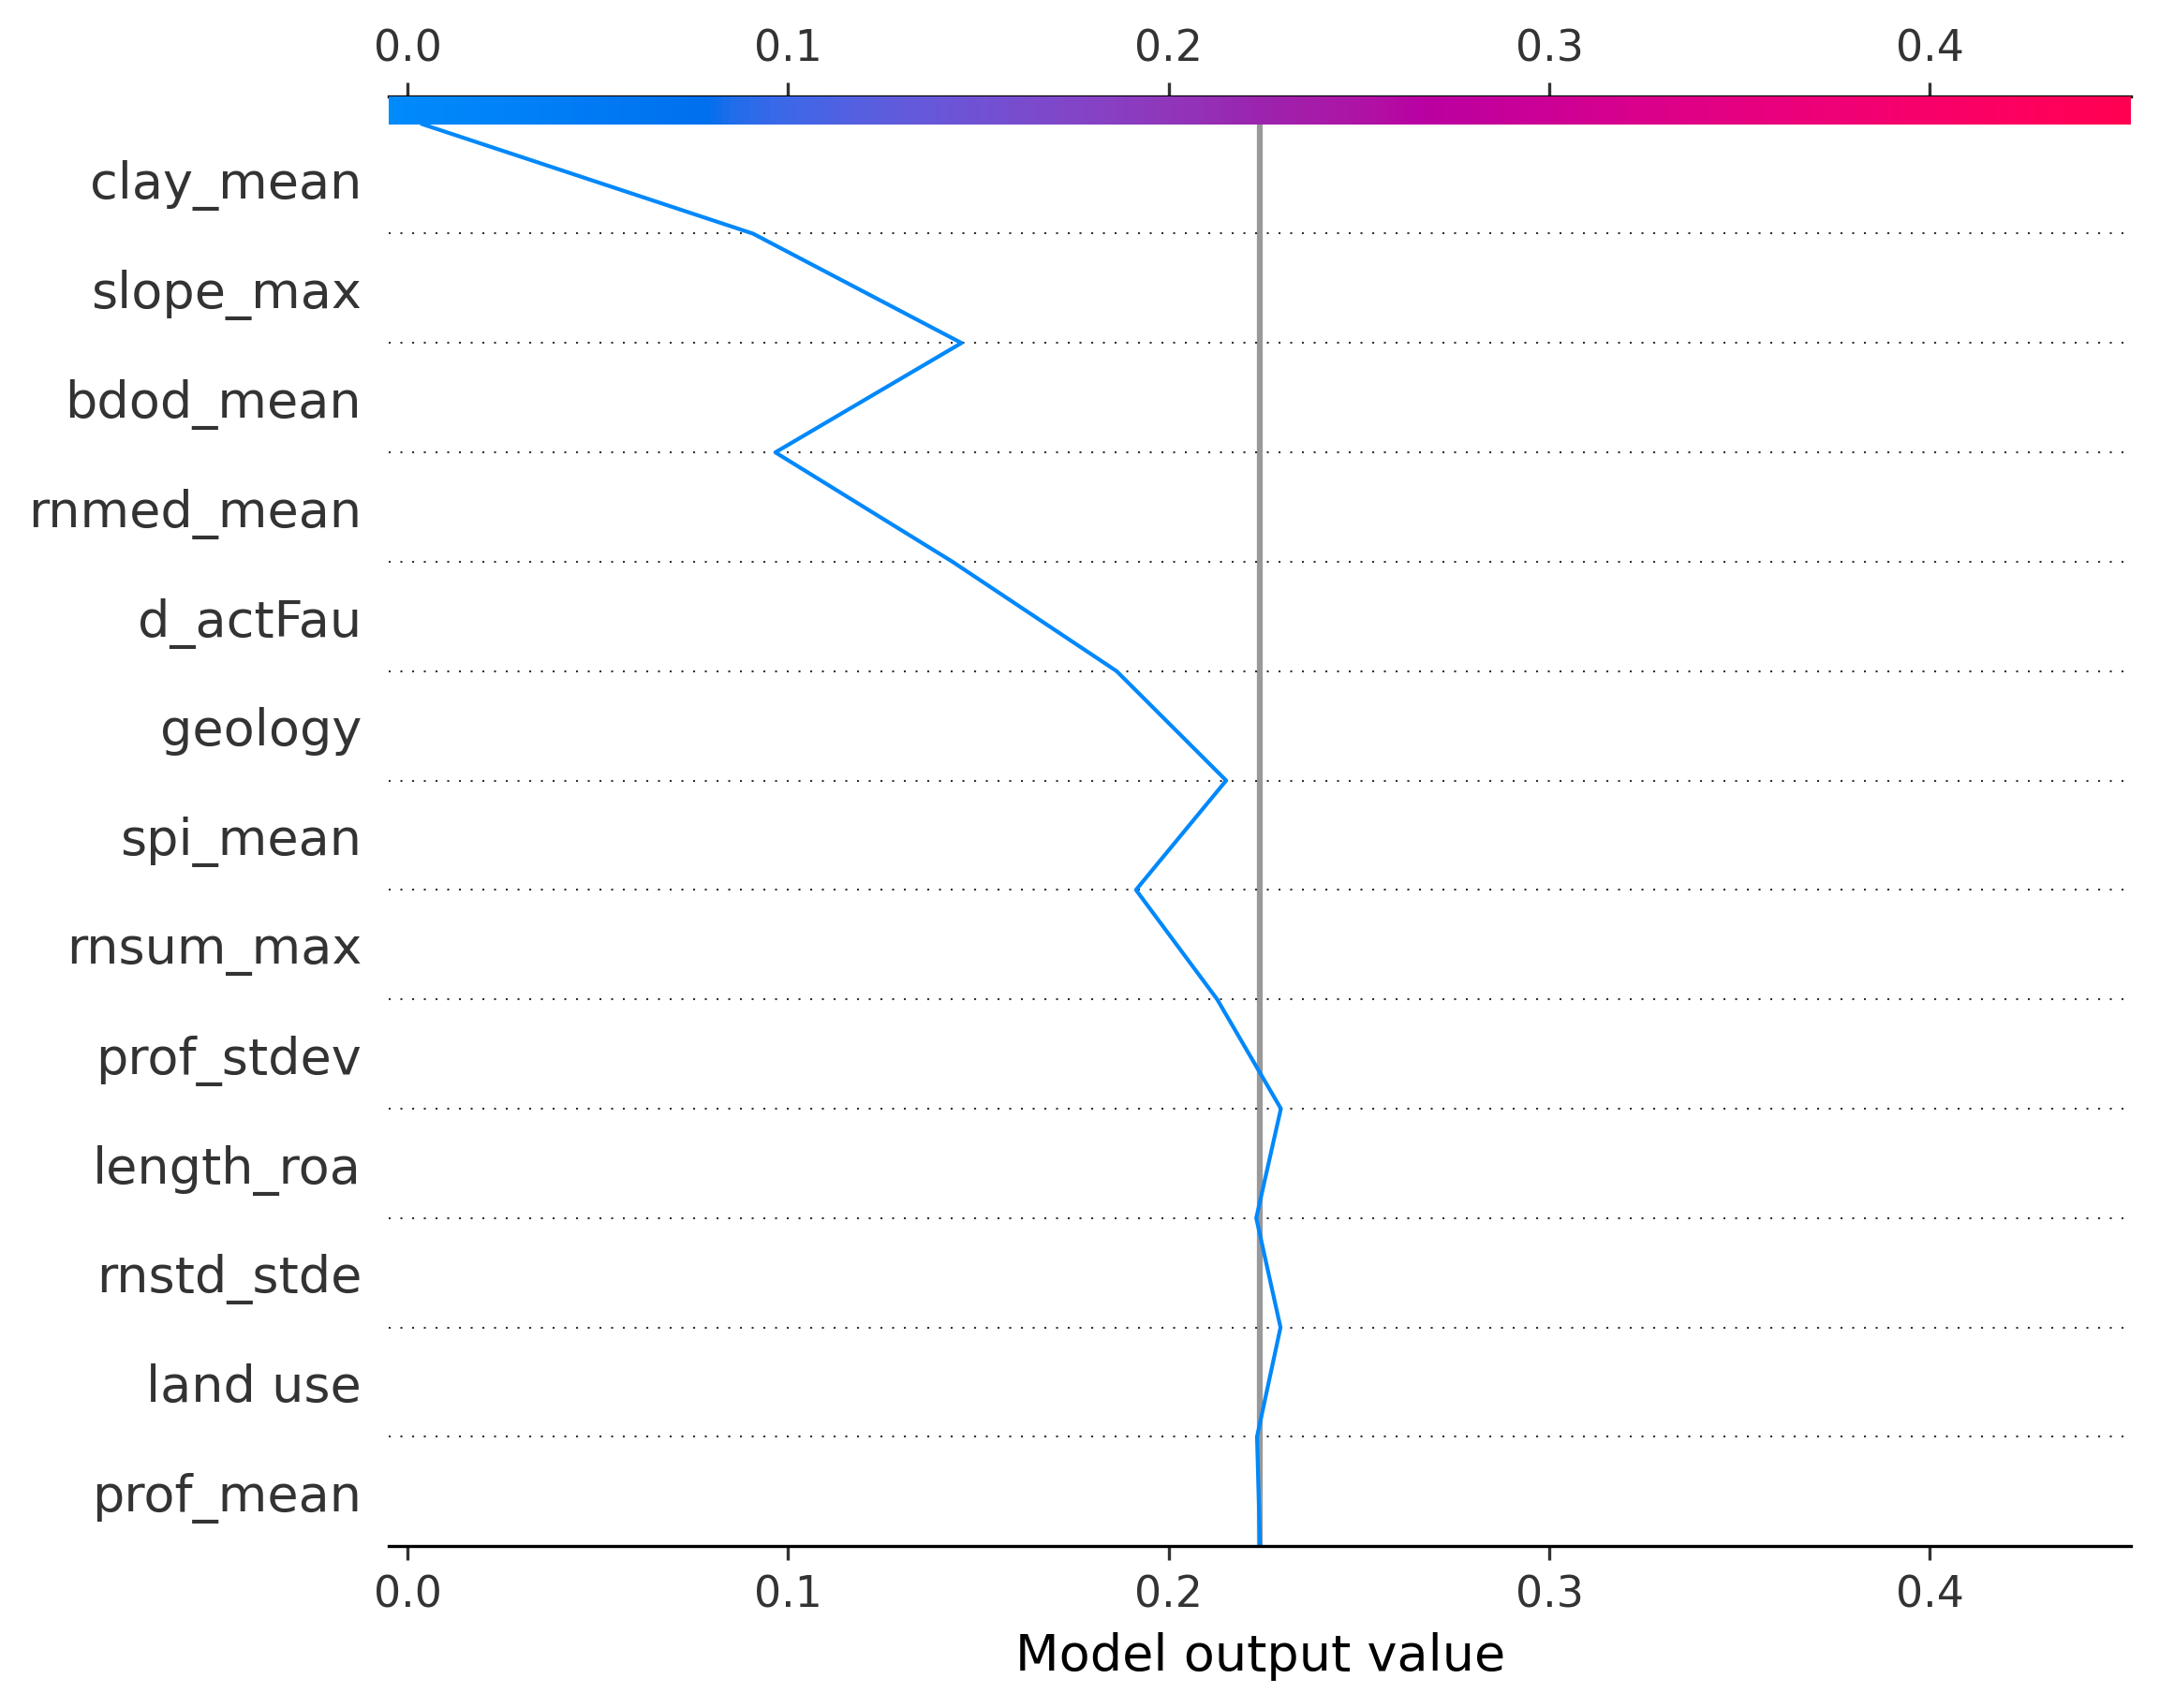 0.0 0.1 0.2 0.3 0.4
clay_mean
slope_max
bdod_mean
rnmed_mean
d_actFau
geology
spi_mean
rnsum_max
prof_stdev
length_roa
rnstd_stde
land use
prof_mean
0.0 0.1 0.2 0.3 0.4
Model output value